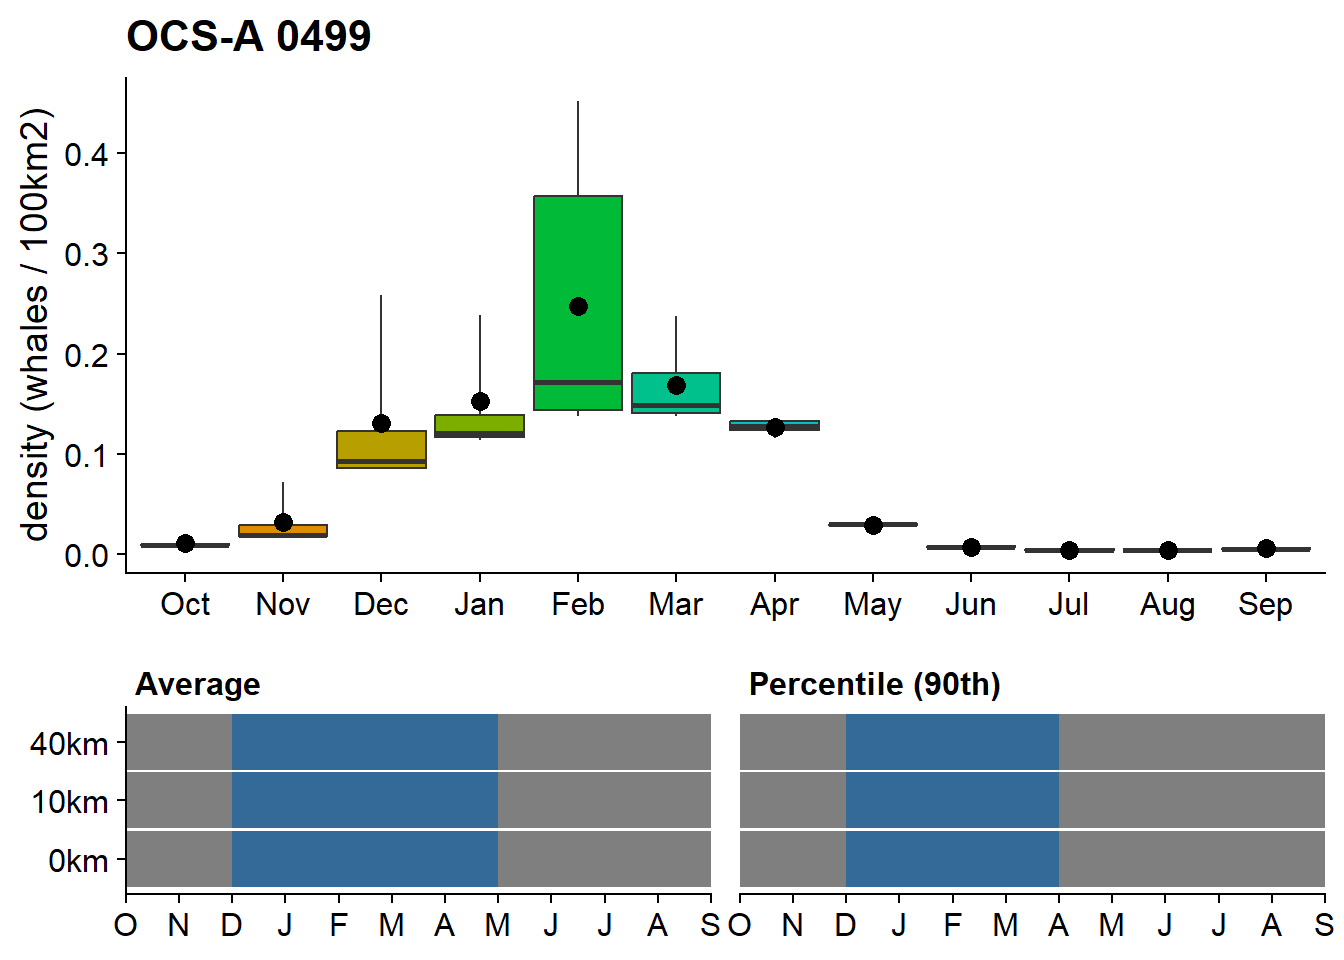 OCS-A 0499
density (whales / 100km2)
0.4
0.3
0.2
0.1
0.0
Oct Nov Dec Jan Feb Mar Apr May Jun Jul Aug Sep
Average
Percentile (90th)
40km
10km
0km
O N D J F M A M J J A S
O N D J F M A M J J A S